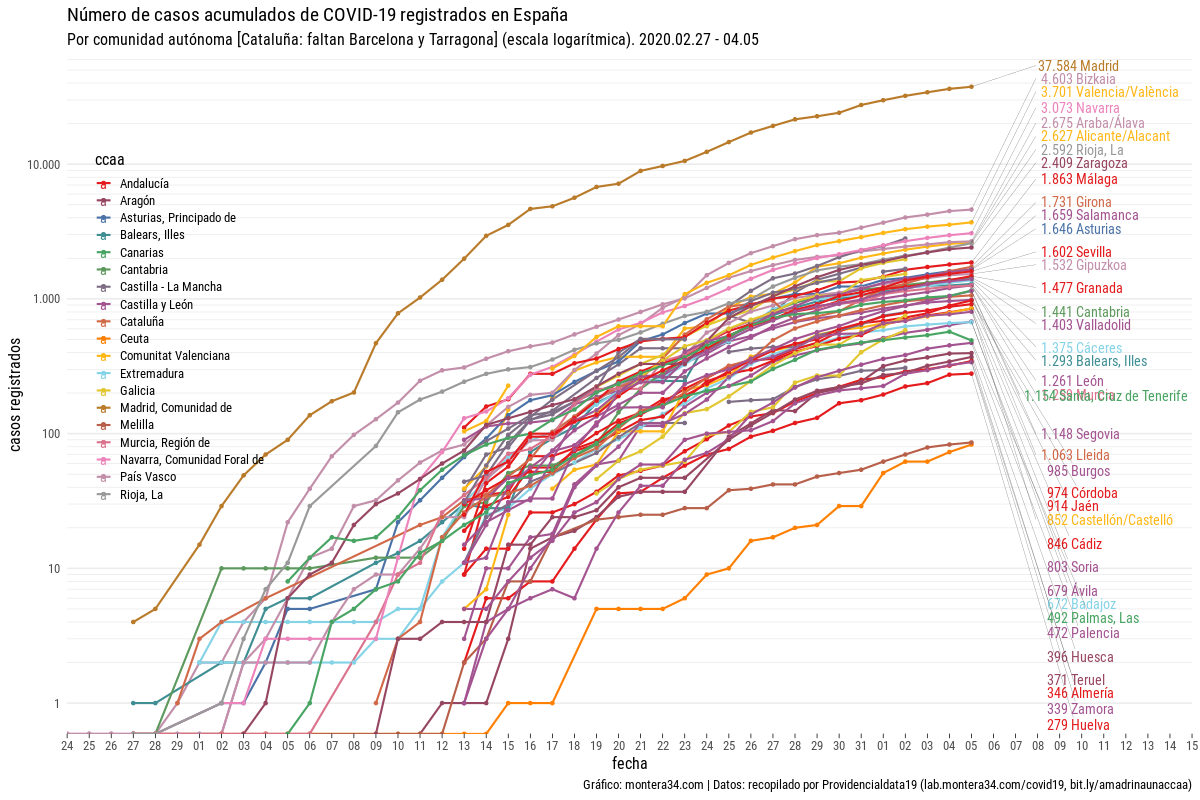 Número de casos acumulados de COVID-19 registrados en España
Por comunidad autónoma [Cataluña: faltan Barcelona y Tarragona] (escala logarítmica). 2020.02.27 - 04.05
casos registrados
10.000
1.000
100
10
1
ccaa
Andalucía
Aragón
Asturias, Principado de
Balears, Illes
Canarias
Cantabria
Castilla - La Mancha
Castilla y León
Cataluña
Ceuta
Comunitat Valenciana
Extremadura
Galicia
Madrid, Comunidad de
Melilla
Murcia, Región de
Navarra, Comunidad Foral de
País Vasco
Rioja, La
37.584 Madrid
4.603 Bizkaia
3.701 Valencia/València
3.073 Navarra
2.675 Araba/Álava
2.627 Alicante/Alacant
2.592 Rioja, La
2.409 Zaragoza
1.863 Málaga
1.731 Girona
1.659 Salamanca
1.646 Asturias
1.602 Sevilla
1.532 Gipuzkoa
1.477 Granada
1.441 Cantabria
1.403 Valladolid
1.375 Cáceres
1.293 Balears, Illes
1.261 León
Santa Cruz de Tenerife
1.148 Segovia
1.063 Lleida
985 Burgos
974 Córdoba
914 Jaén
852 Castellón/Castelló
846 Cádiz
803 Soria
679 Ávila
672 Badajoz
492 Palmas, Las
472 Palencia
396 Huesca
371 Teruel
346 Almería
339 Zamora
279 Huelva
24 25 26 27 28 29 01 02 03 04 05 06 07 08 09 10 11 12 13 14 15 16 17 18 19 20 21 22 23 24 25 26 27 28 29 30 31 01 02 03 04 05 06 07 08 09 10 11 12 13 14 15
fecha
Gráfico: montera34.com | Datos: recopilado por Providencialdata19 (lab.montera34.com/covid19, bit.ly/amadrinaunaccaa)